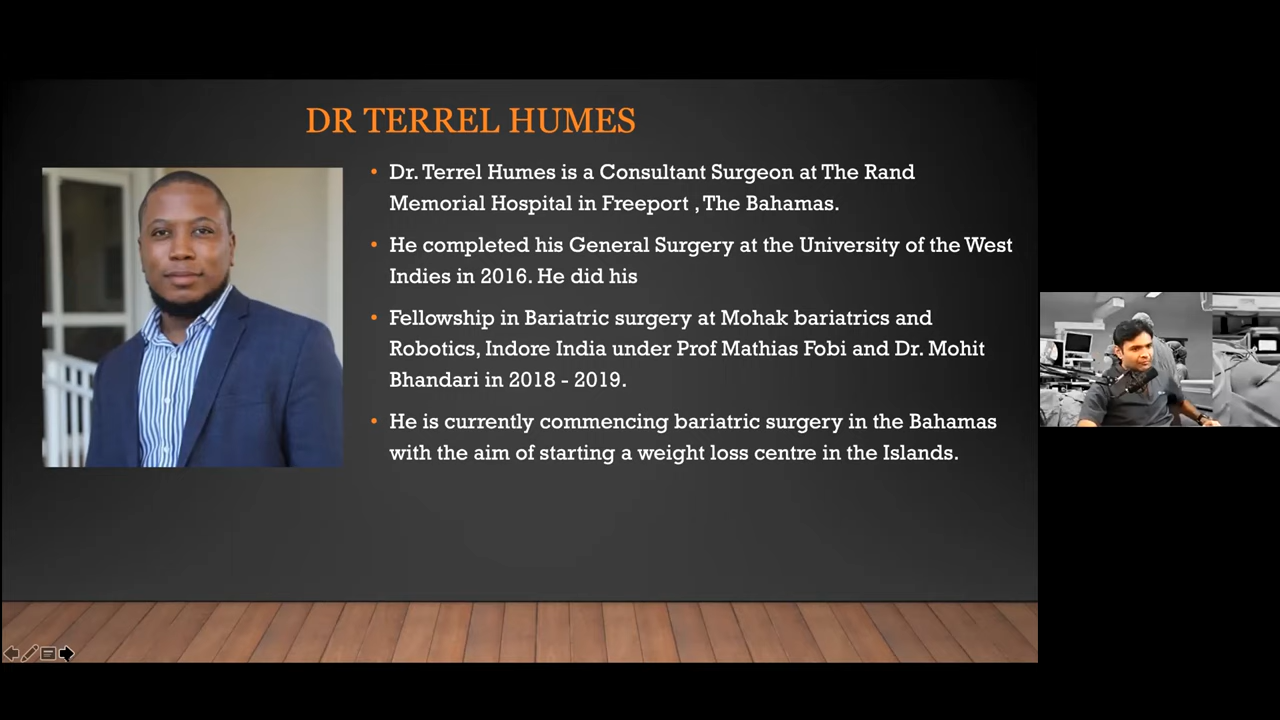 DR TERREL HUMES
• Dr. Terrel Humes is a Consultant Surgeon at The Rand
Memorial Hospital in Freeport , The Bahamas.
• He completed his General Surgery at the University of the West
Indies in 2016. He did his
• Fellowship in Bariatric surgery at Mohak bariatrics and
Robotics, Indore India under Prof Mathias Fobi and Dr. Mohit
Bhandari in 2018 - 2019.
• He is currently commencing bariatric surgery in the Bahamas
with the aim of starting a weight loss centre in the Islands.